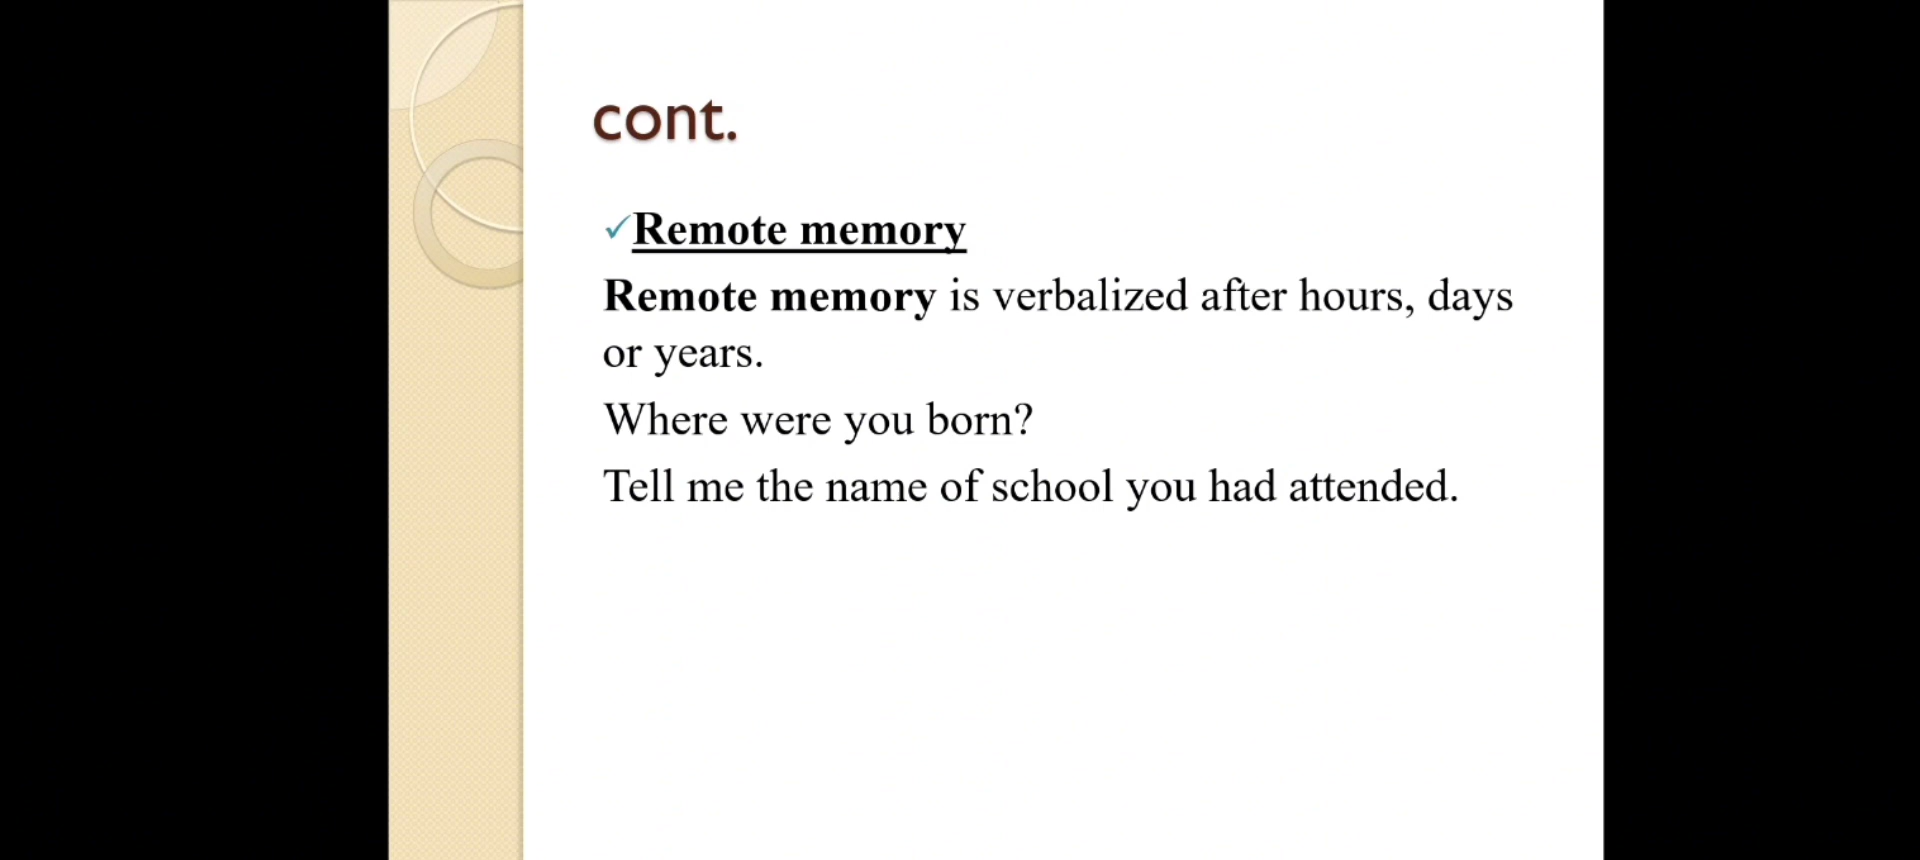 cont.
✓Remote memory
Remote memory is verbalized after hours, days
or years.
Where were you born?
Tell me the name of school you had attended.